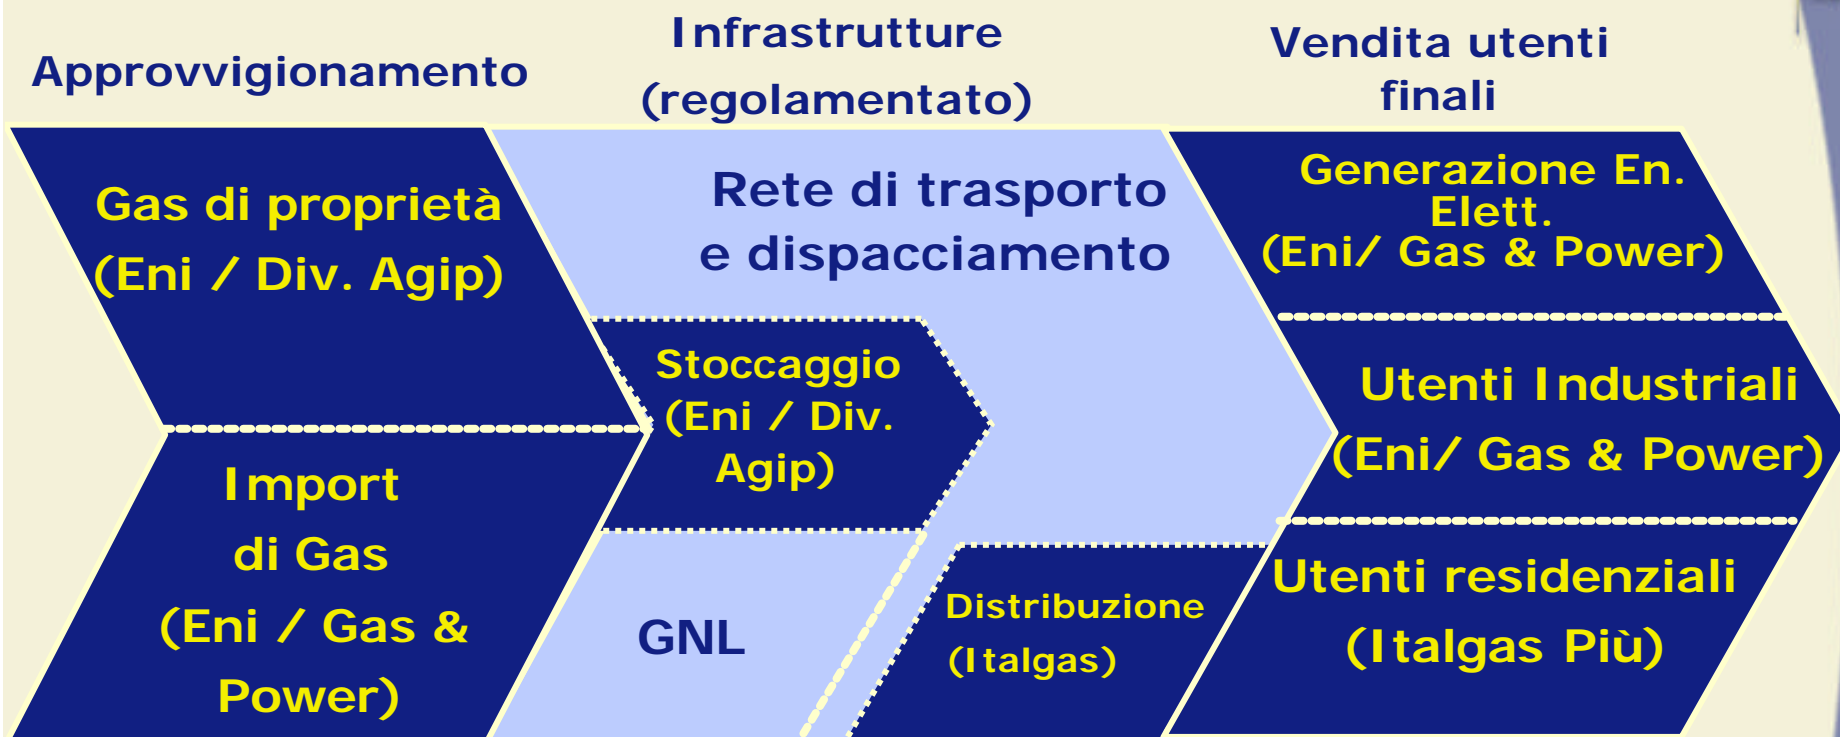 Approvvigionamento
Infrastrutture
(regolamentato)
Vendita utenti
finali
Gas di proprietà
(Eni / Div. Agip)
Import
di Gas
(Eni / Gas &
Power)
Rete di trasporto
e dispacciamento
Stoccaggio
(Eni / Div.
Agip)
GNL
Distribuzione
(Italgas)
Generazione En.
Elett.
(Eni/ Gas & Power)
Utenti Industriali
(Eni/ Gas & Power)
Utenti residenziali
(Italgas Più)